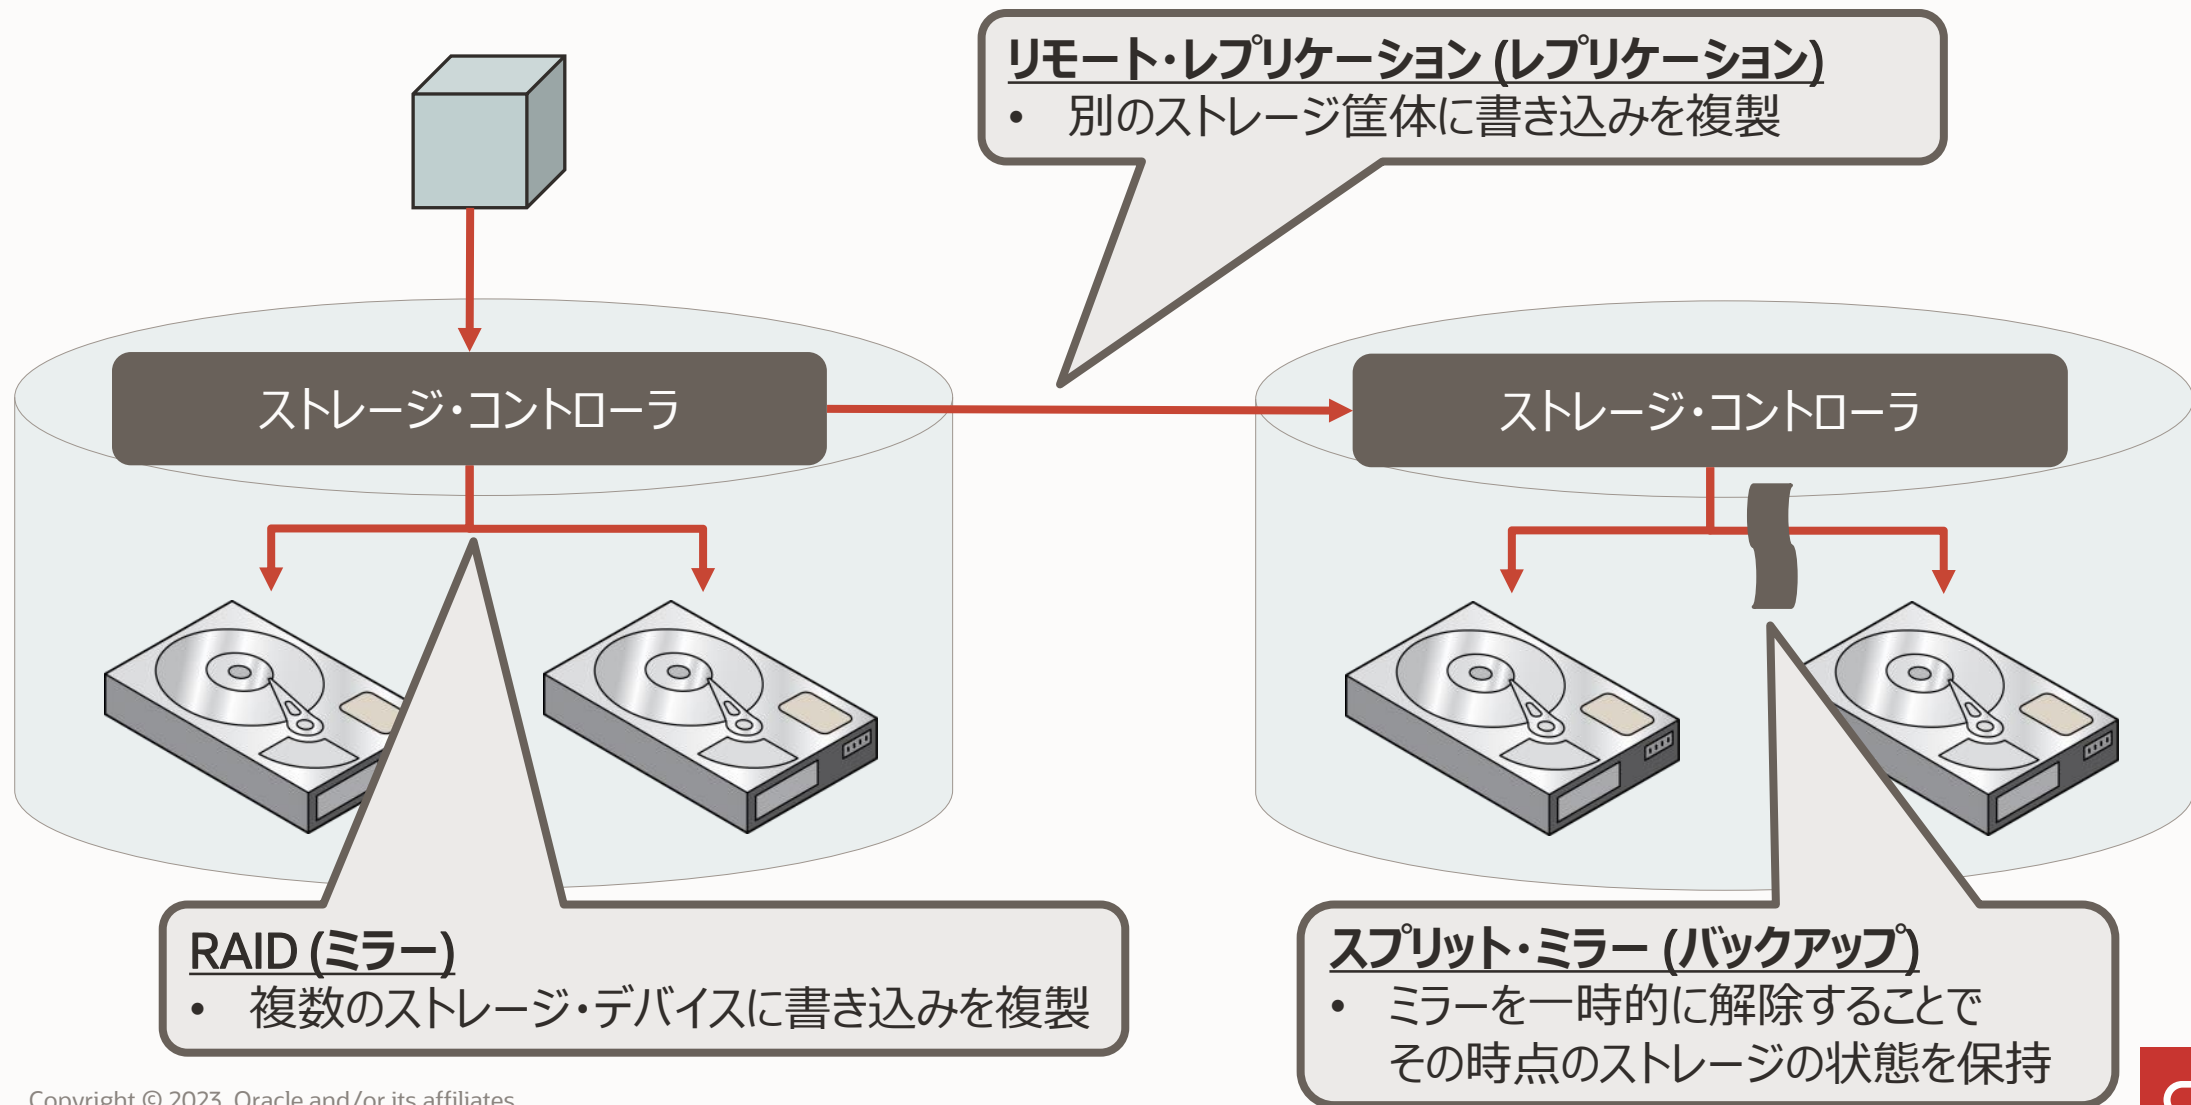 リモート・レプリケーション (レプリケーション)
• 別のストレージ筐体に書き込みを複製
ストレージ・コントローラ
ストレージ・コントローラ
RAID (ミラー)
• 複数のストレージ・デバイスに書き込みを複製
スプリット・ミラー (バックアップ)
• ミラーを一時的に解除することで
その時点のストレージの状態を保持
Copyright © 2023, Oracle and/or its affiliates